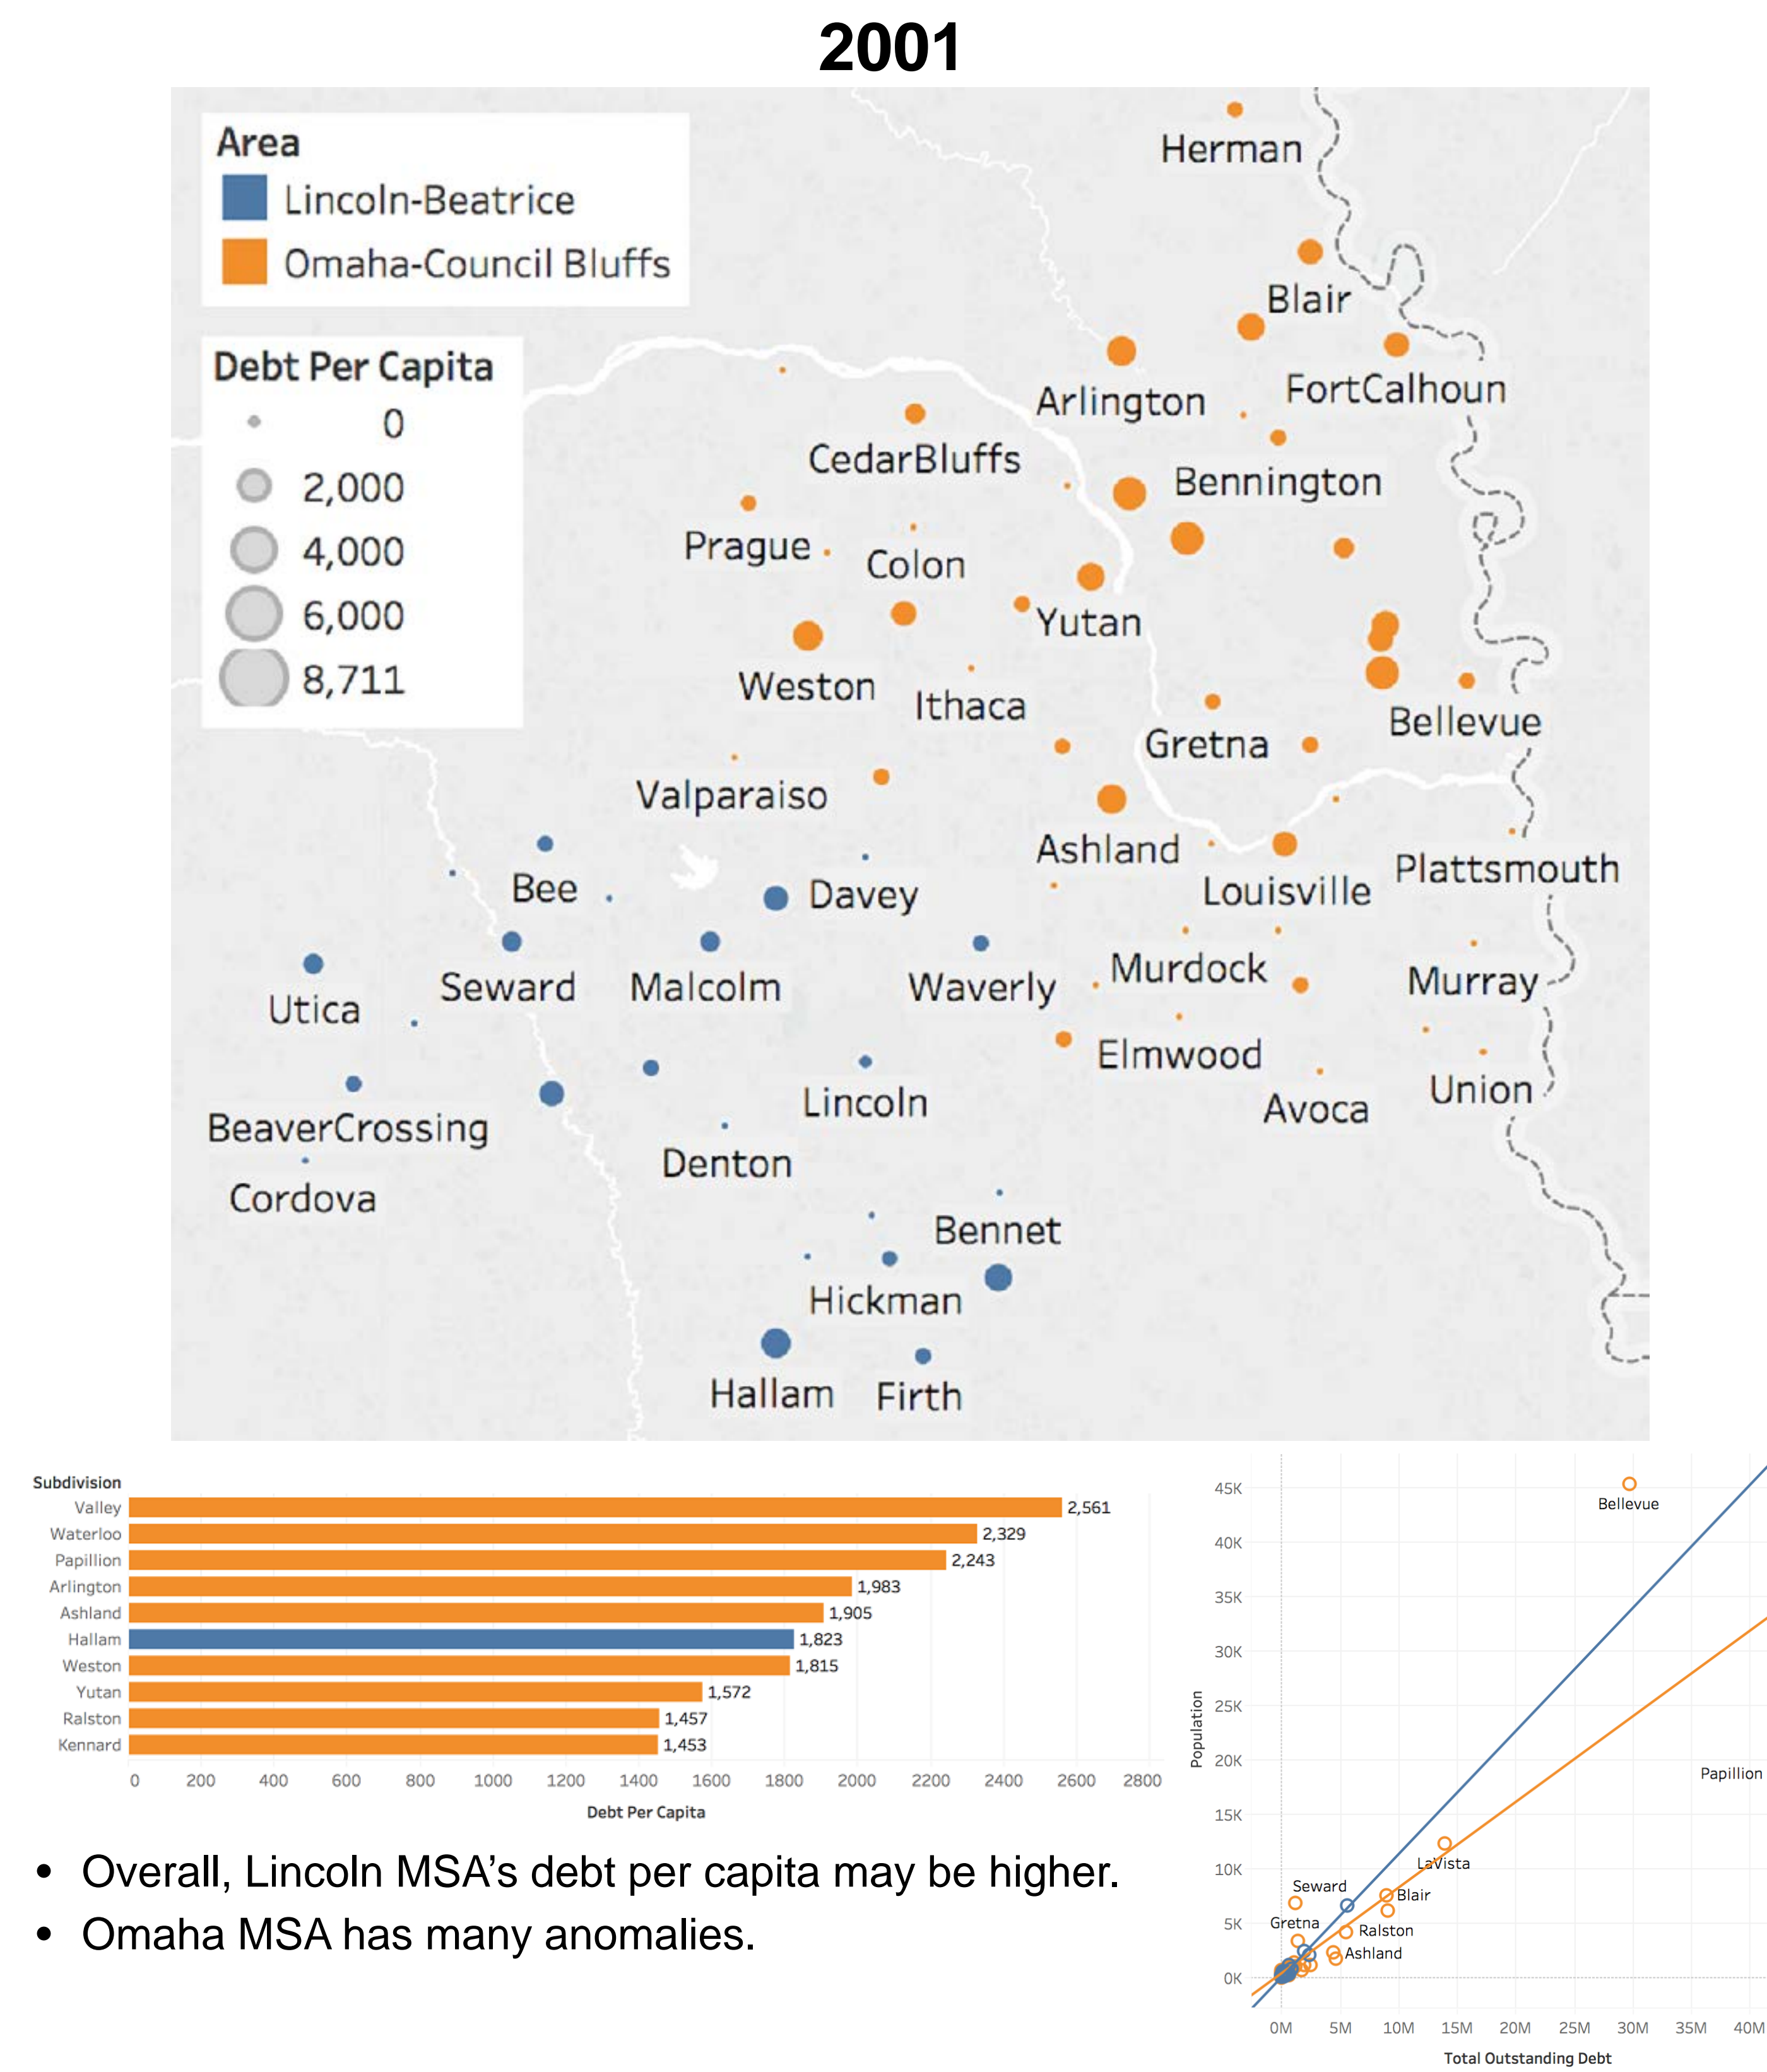 2001
Area
Lincoln-Beatrice
Omaha-Council Bluffs
Debt Per Capita
0
2,000
4,000
6,000
8,711
Herman
Blair
Arlington
FortCalhoun
CedarBluffs
Bennington
Prague
Colon
Yutan
Weston
Ithaca
Bellevue
Gretna
Valparaiso
Ashland
Plattsmouth
Bee
Davey
Louisville
Murdock
Murray
Seward
Malcolm
Waverly
Utica
Elmwood
Union
Lincoln
Avoca
BeaverCrossing
Denton
Cordova
Bennet
Hickman
Hallam
Firth
Subdivision
Valley 2,561
Waterloo 2,329
Papillion 2,243
Arlington 1,983
Ashland 1,905
Hallam 1,823
Weston 1,815
Yutan 1,572
Ralston 1,457
Kennard 1,453
0 200 400 600 800 1000 1200 1400 1600 1800 2000 2200 2400 2600 2800
Debt Per Capita
• Overall, Lincoln MSA’s debt per capita may be higher.
• Omaha MSA has many anomalies.
Population
45K
40K
35K
30K
25K
20K
15K
10K
5K
0K
Bellevue
Papillion
LaVista
Seward
Blair
Gretna
Ralston
Ashland
0M 5M 10M 15M 20M 25M 30M 35M 40M
Total Outstanding Debt